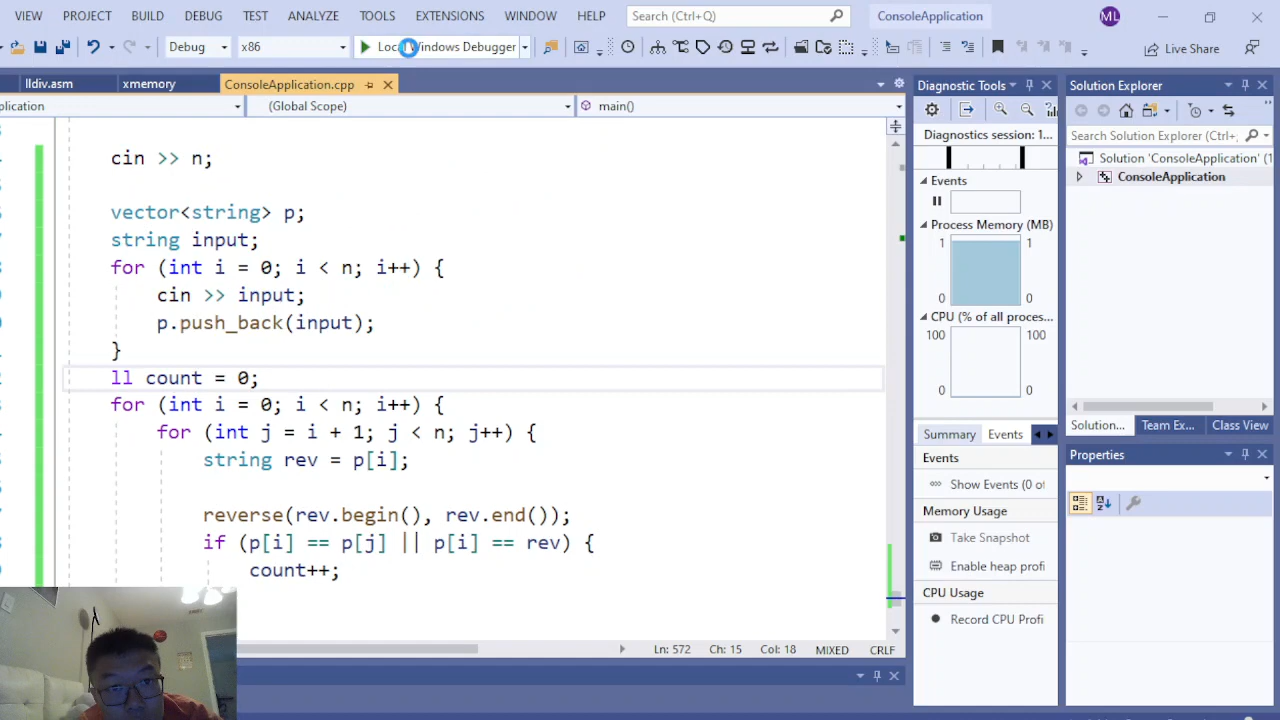 VIEW PROJECT BUILD DEBUG TEST ANALYZE TOOLS EXTENSIONS WINDOW HELP Search (Ctrl+Q) ConsoleApplication ML
Debug x86 Local Windows Debugger Live Share
lldiv.asm xmemory ConsoleApplication.cpp
plication (Global Scope) main()
cin >> n;
vector<string> p;
string input;
for (int i = 0; i < n; i++) {
cin >> input;
p.push_back(input);
}
ll count = 0;
for (int i = 0; i < n; i++) {
for (int j = i + 1; j < n; j++) {
string rev = p[i];
reverse(rev.begin(), rev.end());
if (p[i] == p[j] || p[i] == rev) {
count++;
Ln: 572 Ch: 15 Col: 18 MIXED CRLF
Diagnostic Tools
Diagnostics session: 1...
Events
Process Memory (MB)
1 1
0 0
CPU (% of all proces...
100 100
0 0
Summary Events
Events
Show Events (0 of
Memory Usage
Take Snapshot
Enable heap profi
CPU Usage
Record CPU Profi
Solution Explorer
Search Solution Explorer (Ctrl+;
Solution 'ConsoleApplication' (1
ConsoleApplication
Solution... Team Ex... Class View
Properties